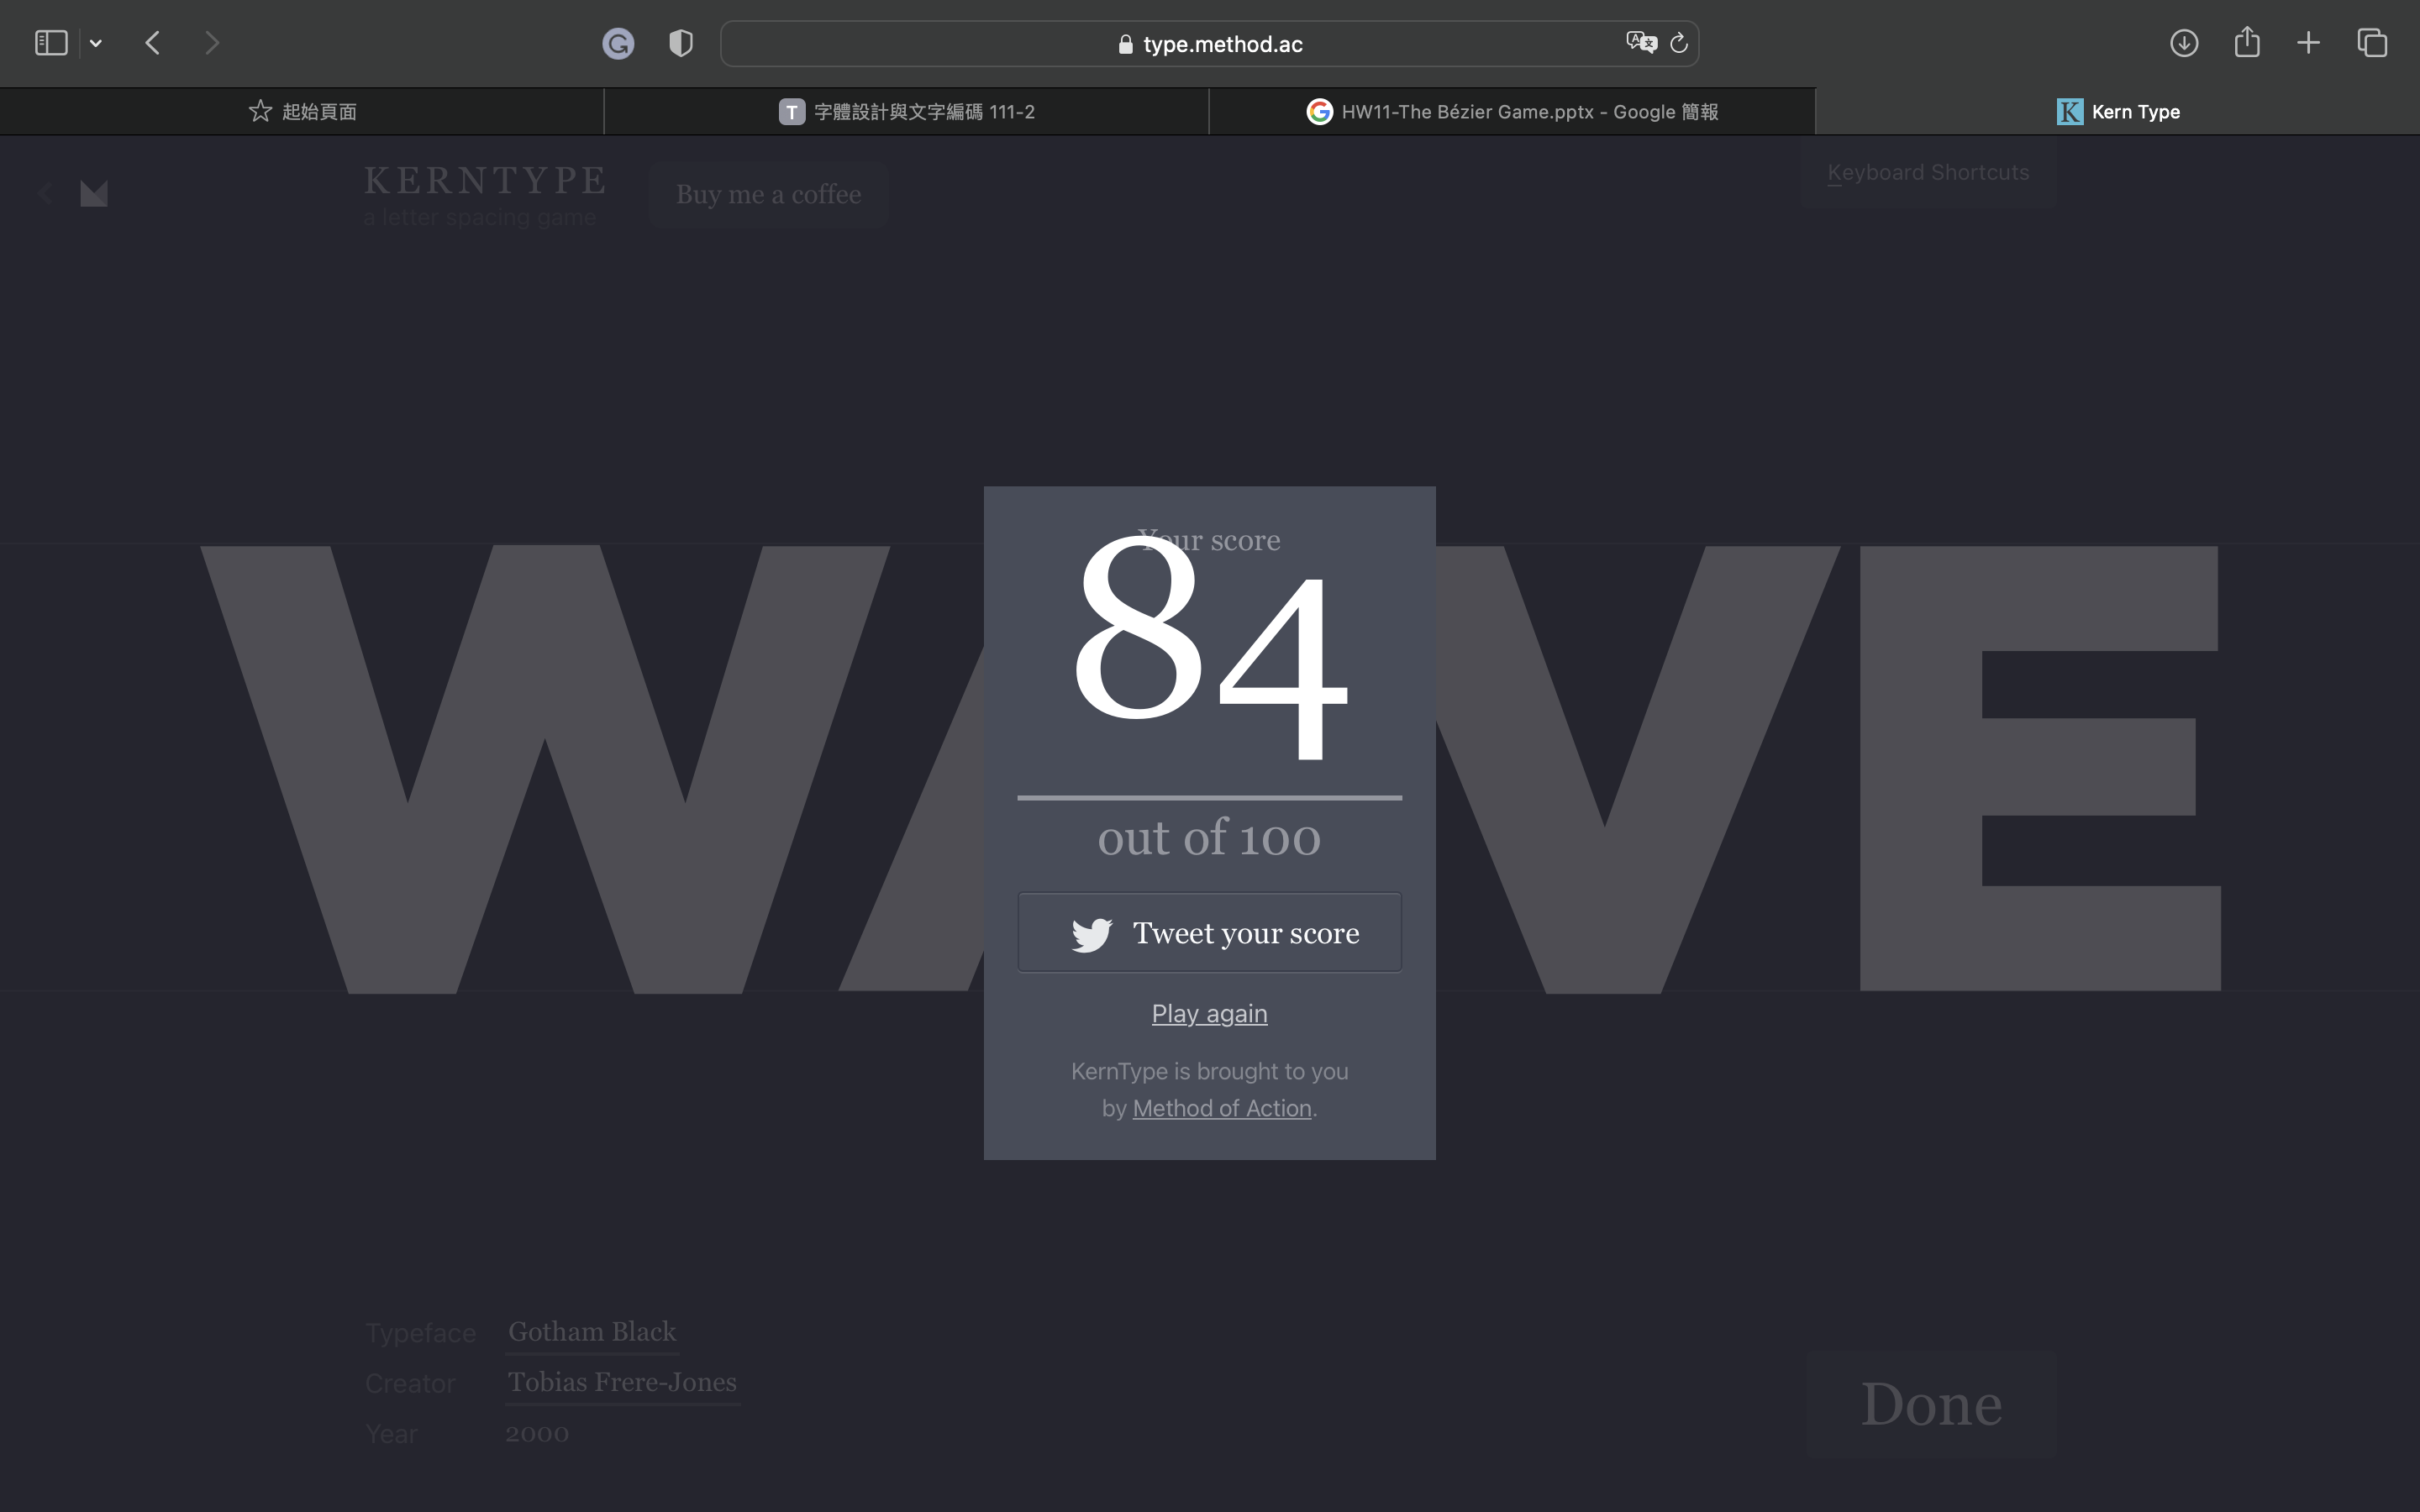 type.method.ac
起始頁面
T 字體設計與文字編碼 111-2
HW11-The Bézier Game.pptx - Google 簡報
K Kern Type
KERNTYPE
a letter spacing game
Buy me a coffee
Keyboard Shortcuts
Your score
84
out of 100
Tweet your score
Play again
KernType is brought to you
by Method of Action.
WAVE
Typeface Gotham Black
Creator Tobias Frere-Jones
Year 2000
Done